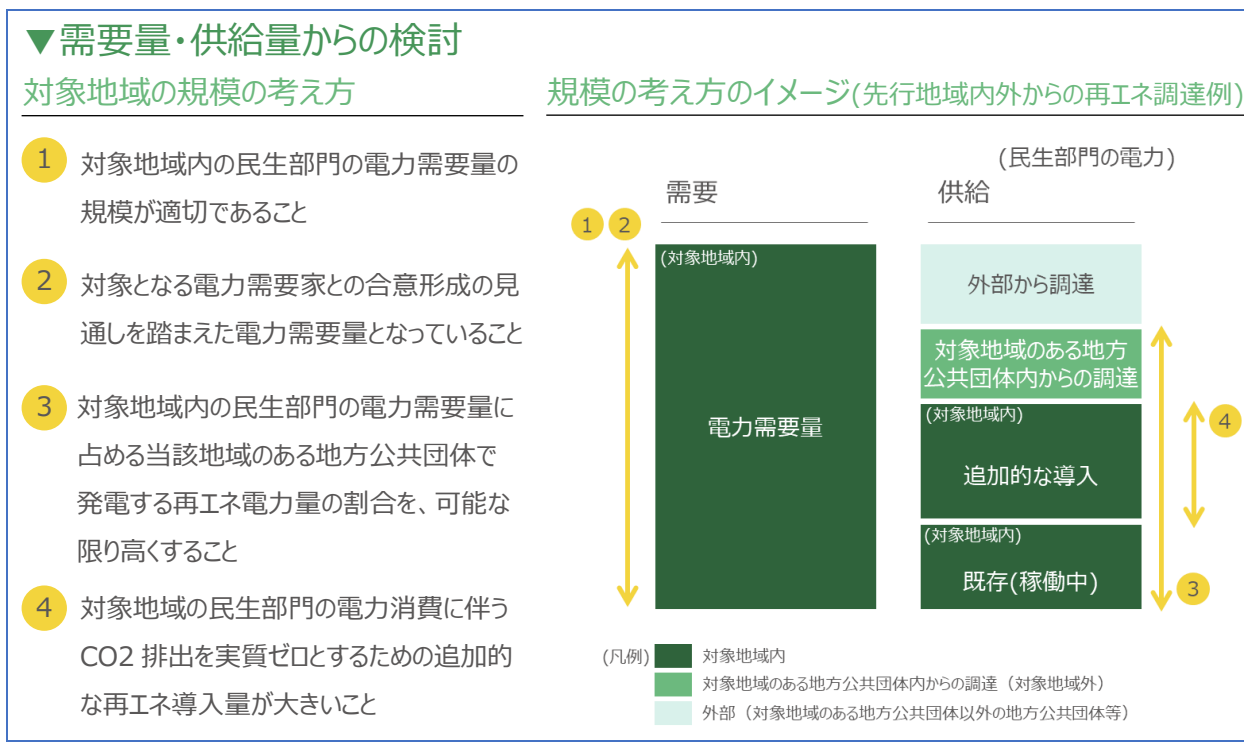 ▼需要量・供給量からの検討
対象地域の規模の考え方
1
対象地域内の民生部門の電力需要量の
規模が適切であること
2
対象となる電力需要家との合意形成の見
通しを踏まえた電力需要量となっていること
3
対象地域内の民生部門の電力需要量に
占める当該地域のある地方公共団体で
発電する再エネ電力量の割合を、可能な
限り高くすること
4
対象地域の民生部門の電力消費に伴う
CO2 排出を実質ゼロとするための追加的
な再エネ導入量が大きいこと
規模の考え方のイメージ(先行地域内外からの再エネ調達例)
(民生部門の電力)
需要
供給
1 2
(対象地域内)
電力需要量
外部から調達
対象地域のある地方
公共団体内からの調達
(対象地域内)
追加的な導入
4
(対象地域内)
既存(稼働中)
3
(凡例) 対象地域内
対象地域のある地方公共団体内からの調達（対象地域外）
外部（対象地域のある地方公共団体以外の地方公共団体等）